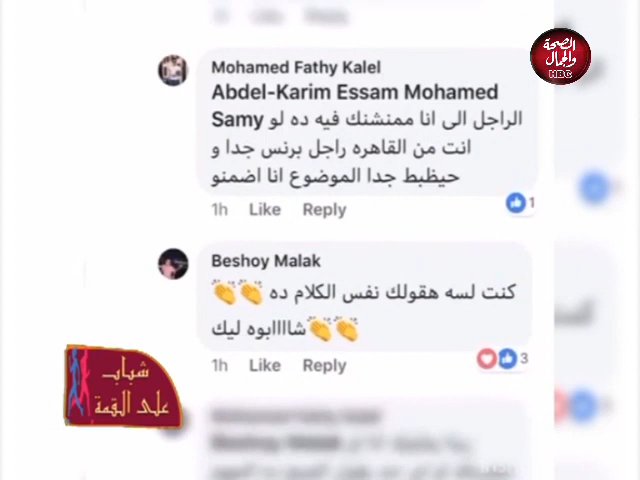 الصحة
والجمال
HBC
Mohamed Fathy Kalel
Abdel-Karim Essam Mohamed
Samy الراجل الى انا ممنشنك فيه ده لو
انت من القاهره راجل برنس جدا و
حيظبط جدا الموضوع انا اضمنو
1h Like Reply 1
Beshoy Malak
كنت لسه هقولك نفس الكلام ده 👏👏
👏👏شاااابوه ليك
1h Like Reply 3
شباب
على القمة